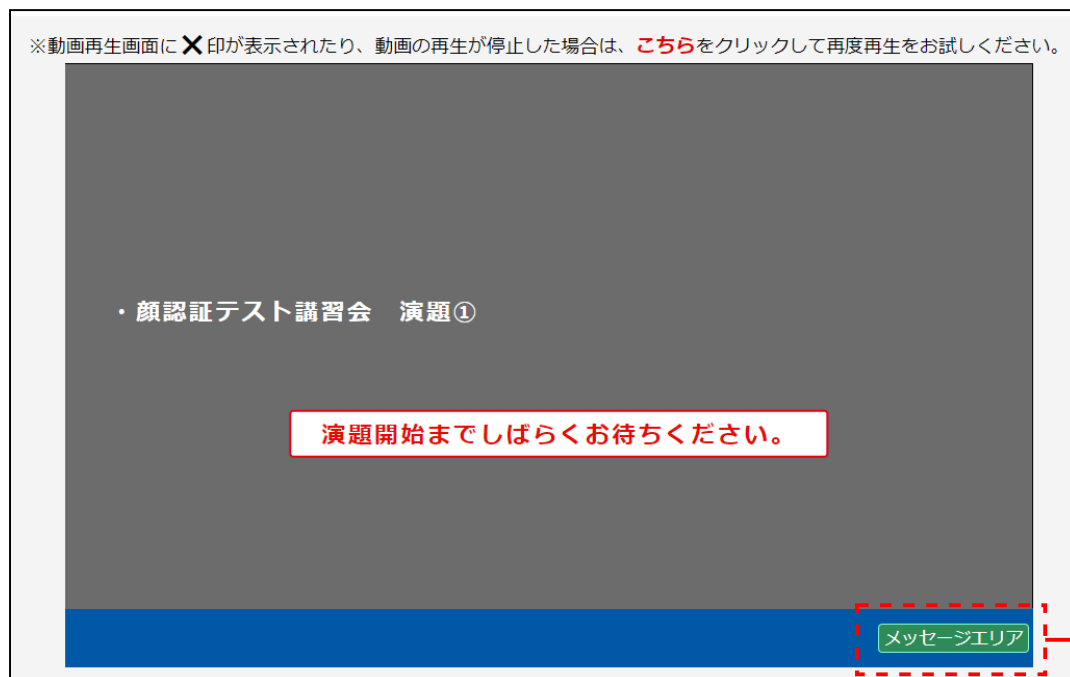 ※動画再生画面に✕印が表示されたり、動画の再生が停止した場合は、こちらをクリックして再度再生をお試しください。
・顔認証テスト講習会　演題①
演題開始までしばらくお待ちください。
メッセージエリア